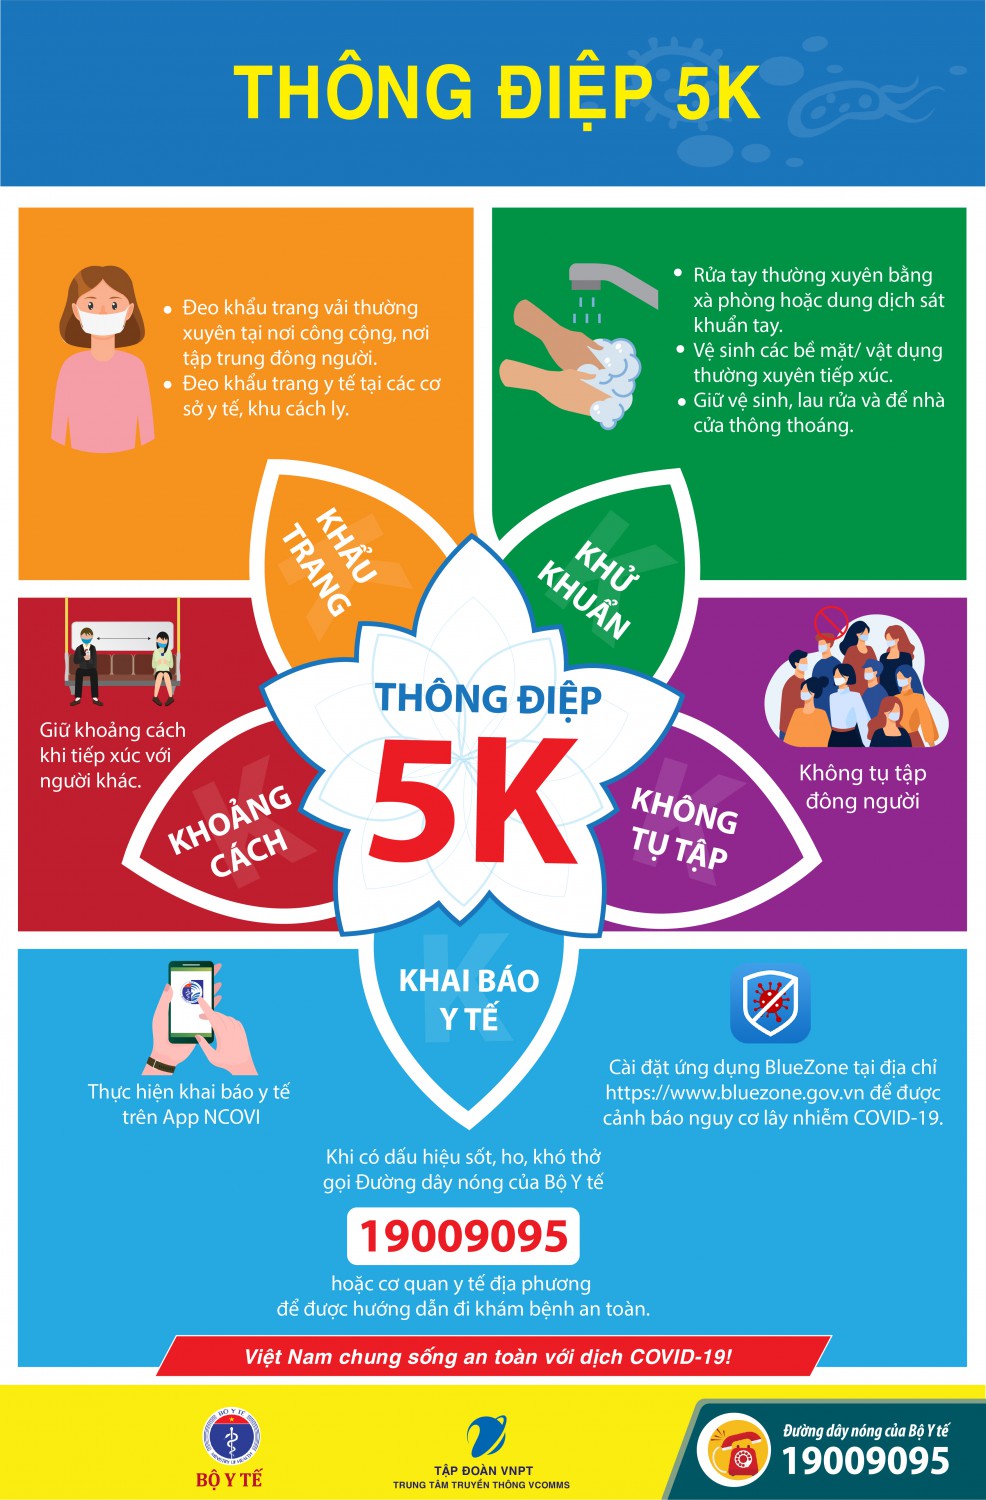 THÔNG ĐIỆP 5K
Đeo khẩu trang vải thường
xuyên tại nơi công cộng, nơi
tập trung đông người.
Đeo khẩu trang y tế tại các cơ
sở y tế, khu cách ly.
Rửa tay thường xuyên bằng
xà phòng hoặc dung dịch sát
khuẩn tay.
Vệ sinh các bề mặt/ vật dụng
thường xuyên tiếp xúc.
Giữ vệ sinh, lau rửa và để nhà
cửa thông thoáng.
KHẨU
TRANG
KHỬ
KHUẨN
Giữ khoảng cách
khi tiếp xúc với
người khác.
KHOẢNG
CÁCH
THÔNG ĐIỆP
5K
KHÔNG
TỤ TẬP
Không tụ tập
đông người
KHAI BÁO
Y TẾ
Thực hiện khai báo y tế
trên App NCOVI
Cài đặt ứng dụng BlueZone tại địa chỉ
https://www.bluezone.gov.vn để được
cảnh báo nguy cơ lây nhiễm COVID-19.
Khi có dấu hiệu sốt, ho, khó thở
gọi Đường dây nóng của Bộ Y tế
19009095
hoặc cơ quan y tế địa phương
để được hướng dẫn đi khám bệnh an toàn.
Việt Nam chung sống an toàn với dịch COVID-19!
BỘ Y TẾ
MINISTRY OF HEALTH
BỘ Y TẾ
TẬP ĐOÀN VNPT
TRUNG TÂM TRUYỀN THÔNG VCOMMS
Đường dây nóng của Bộ Y tế
19009095